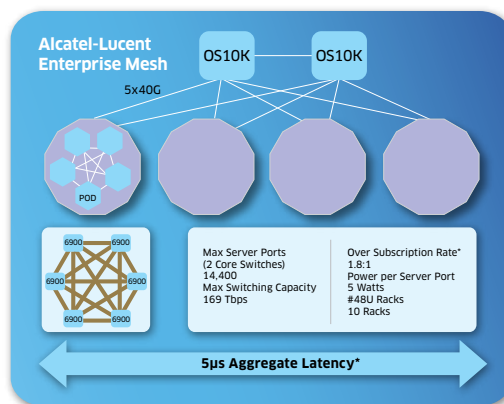 Alcatel-Lucent
Enterprise Mesh
OS10K
OS10K
5x40G
POD
6900
6900
6900
6900
6900
6900
Max Server Ports
(2 Core Switches)
14,400
Max Switching Capacity
169 Tbps
Over Subscription Rate*
1.8:1
Power per Server Port
5 Watts
#48U Racks
10 Racks
5µs Aggregate Latency*